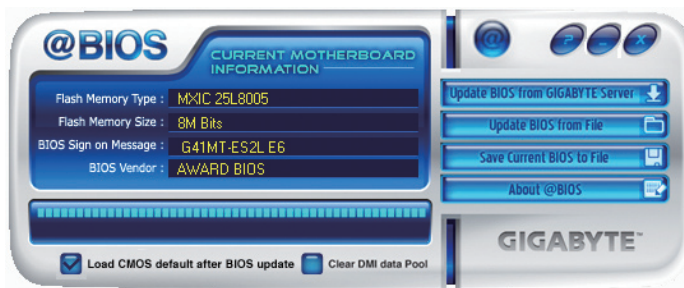 @BIOS
CURRENT MOTHERBOARD
INFORMATION
Flash Memory Type : MXIC 25L8005
Flash Memory Size : 8M Bits
BIOS Sign on Message : G41MT-ES2L E6
BIOS Vendor : AWARD BIOS
Load CMOS default after BIOS update
Clear DMI data Pool
@
? _ X
Update BIOS from GIGABYTE Server
Update BIOS from File
Save Current BIOS to File
About @BIOS
GIGABYTE™